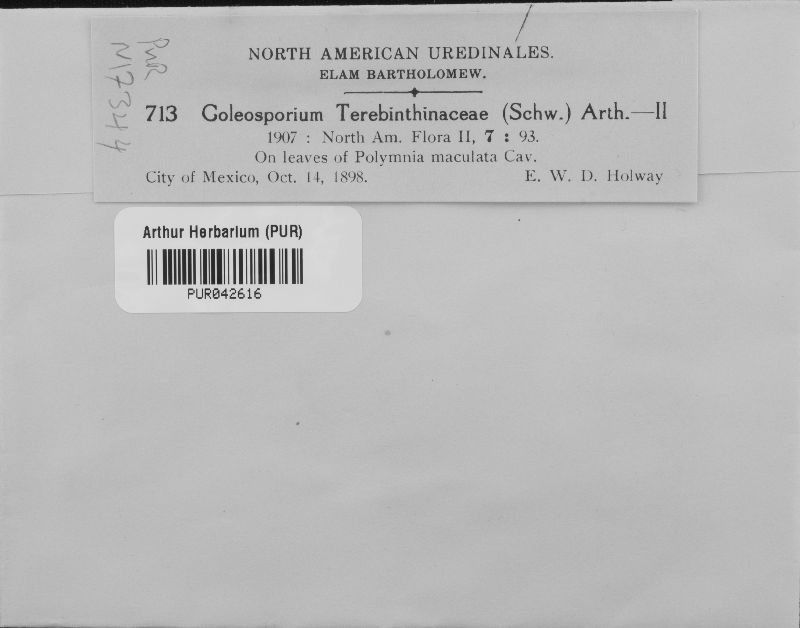 NORTH AMERICAN UREDINALES.
ELAM BARTHOLOMEW.
713 Coleosporium Terebinthinaceae (Schw.) Arth.—II
1907 : North Am. Flora II, 7 : 93.
On leaves of Polymnia maculata Cav.
City of Mexico, Oct. 14, 1898. E. W. D. Holway
PUR
N7344
Arthur Herbarium (PUR)
PUR042616